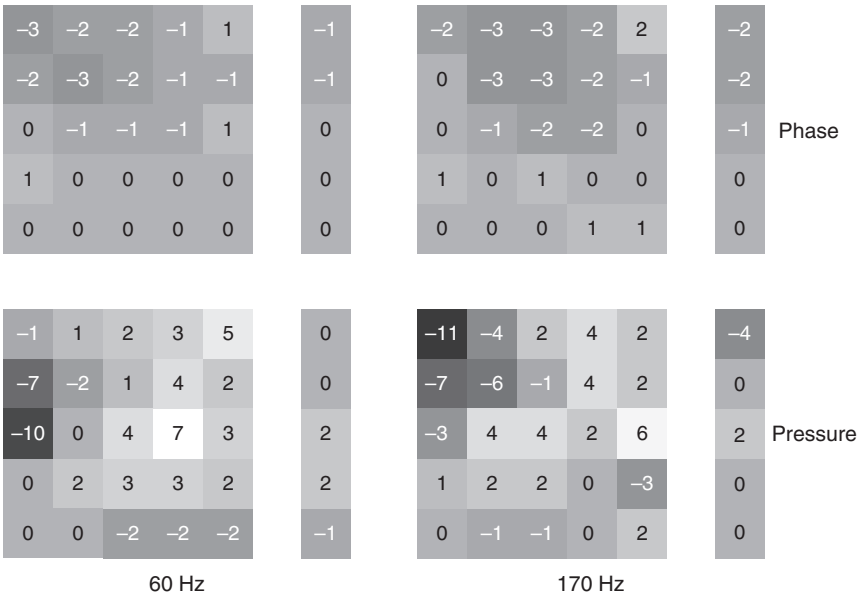 –3 –2 –2 –1 1 –1 –2 –3 –3 –2 2 –2
–2 –3 –2 –1 –1 –1 0 –3 –3 –2 –1 –2
0 –1 –1 –1 1 0 0 –1 –2 –2 0 –1 Phase
1 0 0 0 0 0 1 0 1 0 0 0
0 0 0 0 0 0 0 0 0 1 1 0
–1 1 2 3 5 0 –11 –4 2 4 2 –4
–7 –2 1 4 2 0 –7 –6 –1 4 2 0
–10 0 4 7 3 2 –3 4 4 2 6 2 Pressure
0 2 3 3 2 2 1 2 2 0 –3 0
0 0 –2 –2 –2 –1 0 –1 –1 0 2 0
60 Hz 170 Hz